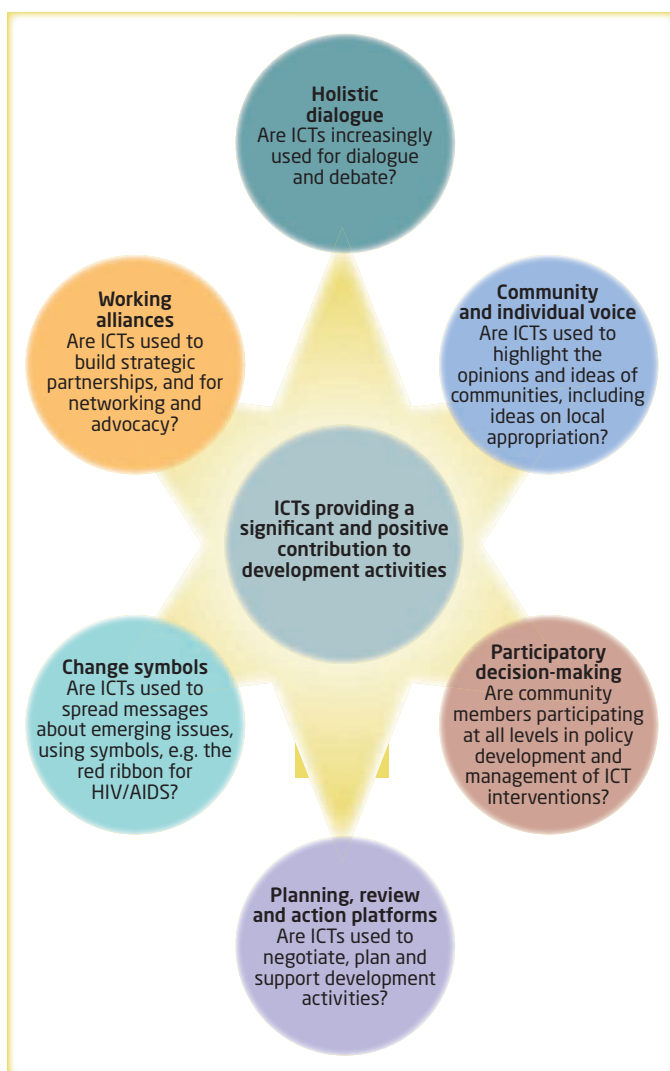 Holistic
dialogue
Are ICTs increasingly
used for dialogue
and debate?
Working
alliances
Are ICTs used to
build strategic
partnerships, and for
networking and
advocacy?
Community
and individual voice
Are ICTs used to
highlight the
opinions and ideas of
communities, including
ideas on local
appropriation?
ICTs providing a
significant and positive
contribution to
development activities
Change symbols
Are ICTs used to
spread messages
about emerging issues,
using symbols, e.g. the
red ribbon for
HIV/AIDS?
Participatory
decision-making
Are community
members participating
at all levels in policy
development and
management of ICT
interventions?
Planning, review
and action platforms
Are ICTs used to
negotiate, plan and
support development
activities?